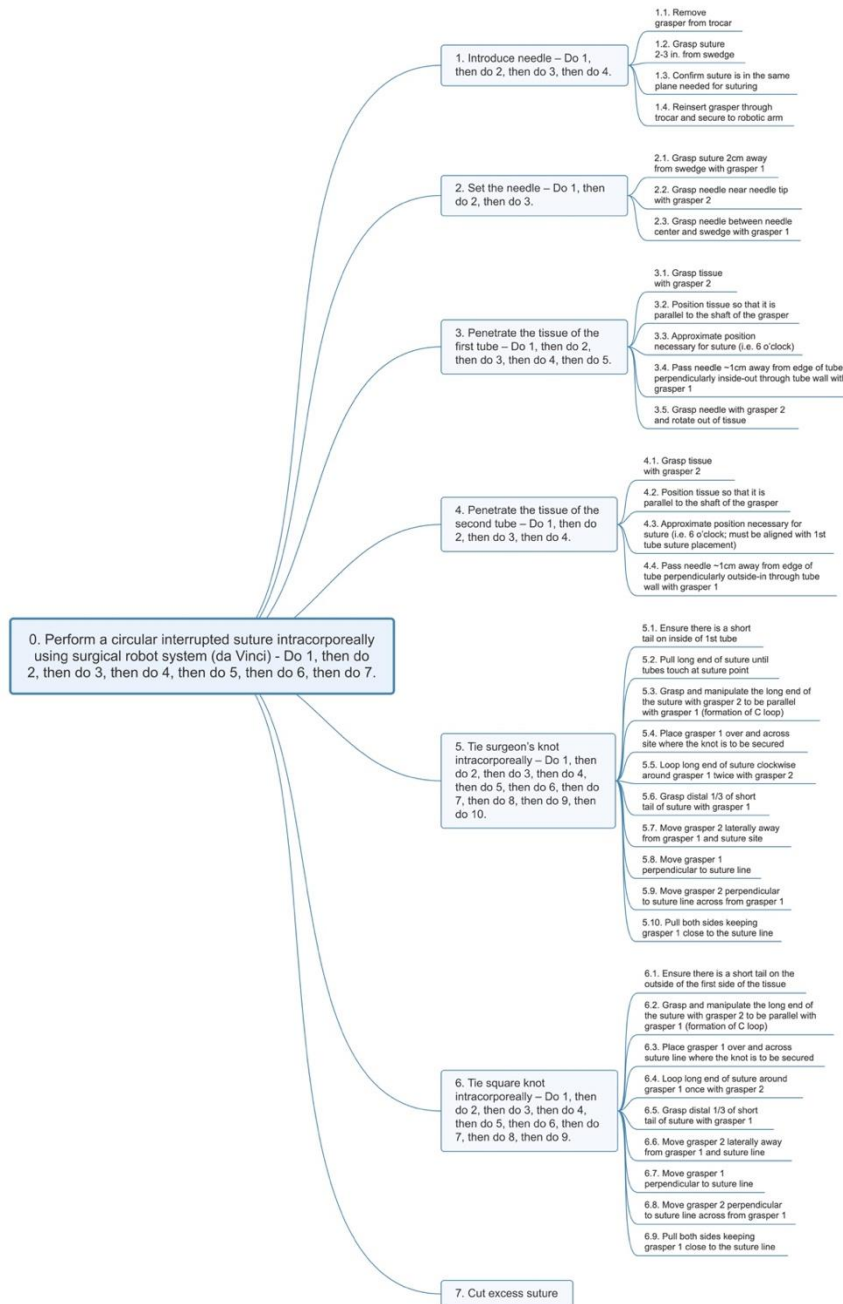 0. Perform a circular interrupted suture intracorporeally
using surgical robot system (da Vinci) - Do 1, then do
2, then do 3, then do 4, then do 5, then do 6, then do 7.
1. Introduce needle – Do 1,
then do 2, then do 3, then do 4.
1.1. Remove
grasper from trocar
1.2. Grasp suture
2-3 in. from swedge
1.3. Confirm suture is in the same
plane needed for suturing
1.4. Reinsert grasper through
trocar and secure to robotic arm
2. Set the needle – Do 1, then
do 2, then do 3.
2.1. Grasp suture 2cm away
from swedge with grasper 1
2.2. Grasp needle near needle tip
with grasper 2
2.3. Grasp needle between needle
center and swedge with grasper 1
3. Penetrate the tissue of the
first tube – Do 1, then do 2,
then do 3, then do 4, then do 5.
3.1. Grasp tissue
with grasper 2
3.2. Position tissue so that it is
parallel to the shaft of the grasper
3.3. Approximate position
necessary for suture (i.e. 6 o'clock)
3.4. Pass needle ~1cm away from edge of tube
perpendicularly inside-out through tube wall with
grasper 1
3.5. Grasp needle with grasper 2
and rotate out of tissue
4. Penetrate the tissue of the
second tube – Do 1, then do
2, then do 3, then do 4.
4.1. Grasp tissue
with grasper 2
4.2. Position tissue so that it is
parallel to the shaft of the grasper
4.3. Approximate position necessary for
suture (i.e. 6 o'clock; must be aligned with 1st
tube suture placement)
4.4. Pass needle ~1cm away from edge of
tube perpendicularly outside-in through tube
wall with grasper 1
5. Tie surgeon's knot
intracorporeally – Do 1, then
do 2, then do 3, then do 4,
then do 5, then do 6, then do
7, then do 8, then do 9, then
do 10.
5.1. Ensure there is a short
tail on inside of 1st tube
5.2. Pull long end of suture until
tubes touch at suture point
5.3. Grasp and manipulate the long end of
the suture with grasper 2 to be parallel
with grasper 1 (formation of C loop)
5.4. Place grasper 1 over and across
site where the knot is to be secured
5.5. Loop long end of suture clockwise
around grasper 1 twice with grasper 2
5.6. Grasp distal 1/3 of short
tail of suture with grasper 1
5.7. Move grasper 2 laterally away
from grasper 1 and suture site
5.8. Move grasper 1
perpendicular to suture line
5.9. Move grasper 2 perpendicular
to suture line across from grasper 1
5.10. Pull both sides keeping
grasper 1 close to the suture line
6. Tie square knot
intracorporeally – Do 1, then
do 2, then do 3, then do 4,
then do 5, then do 6, then do
7, then do 8, then do 9.
6.1. Ensure there is a short tail on the
outside of the first side of the tissue
6.2. Grasp and manipulate the long end of
the suture with grasper 2 to be parallel with
grasper 1 (formation of C loop)
6.3. Place grasper 1 over and across
suture line where the knot is to be secured
6.4. Loop long end of suture around
grasper 1 once with grasper 2
6.5. Grasp distal 1/3 of short
tail of suture with grasper 1
6.6. Move grasper 2 laterally away
from grasper 1 and suture line
6.7. Move grasper 1
perpendicular to suture line
6.8. Move grasper 2 perpendicular
to suture line across from grasper 1
6.9. Pull both sides keeping
grasper 1 close to the suture line
7. Cut excess suture